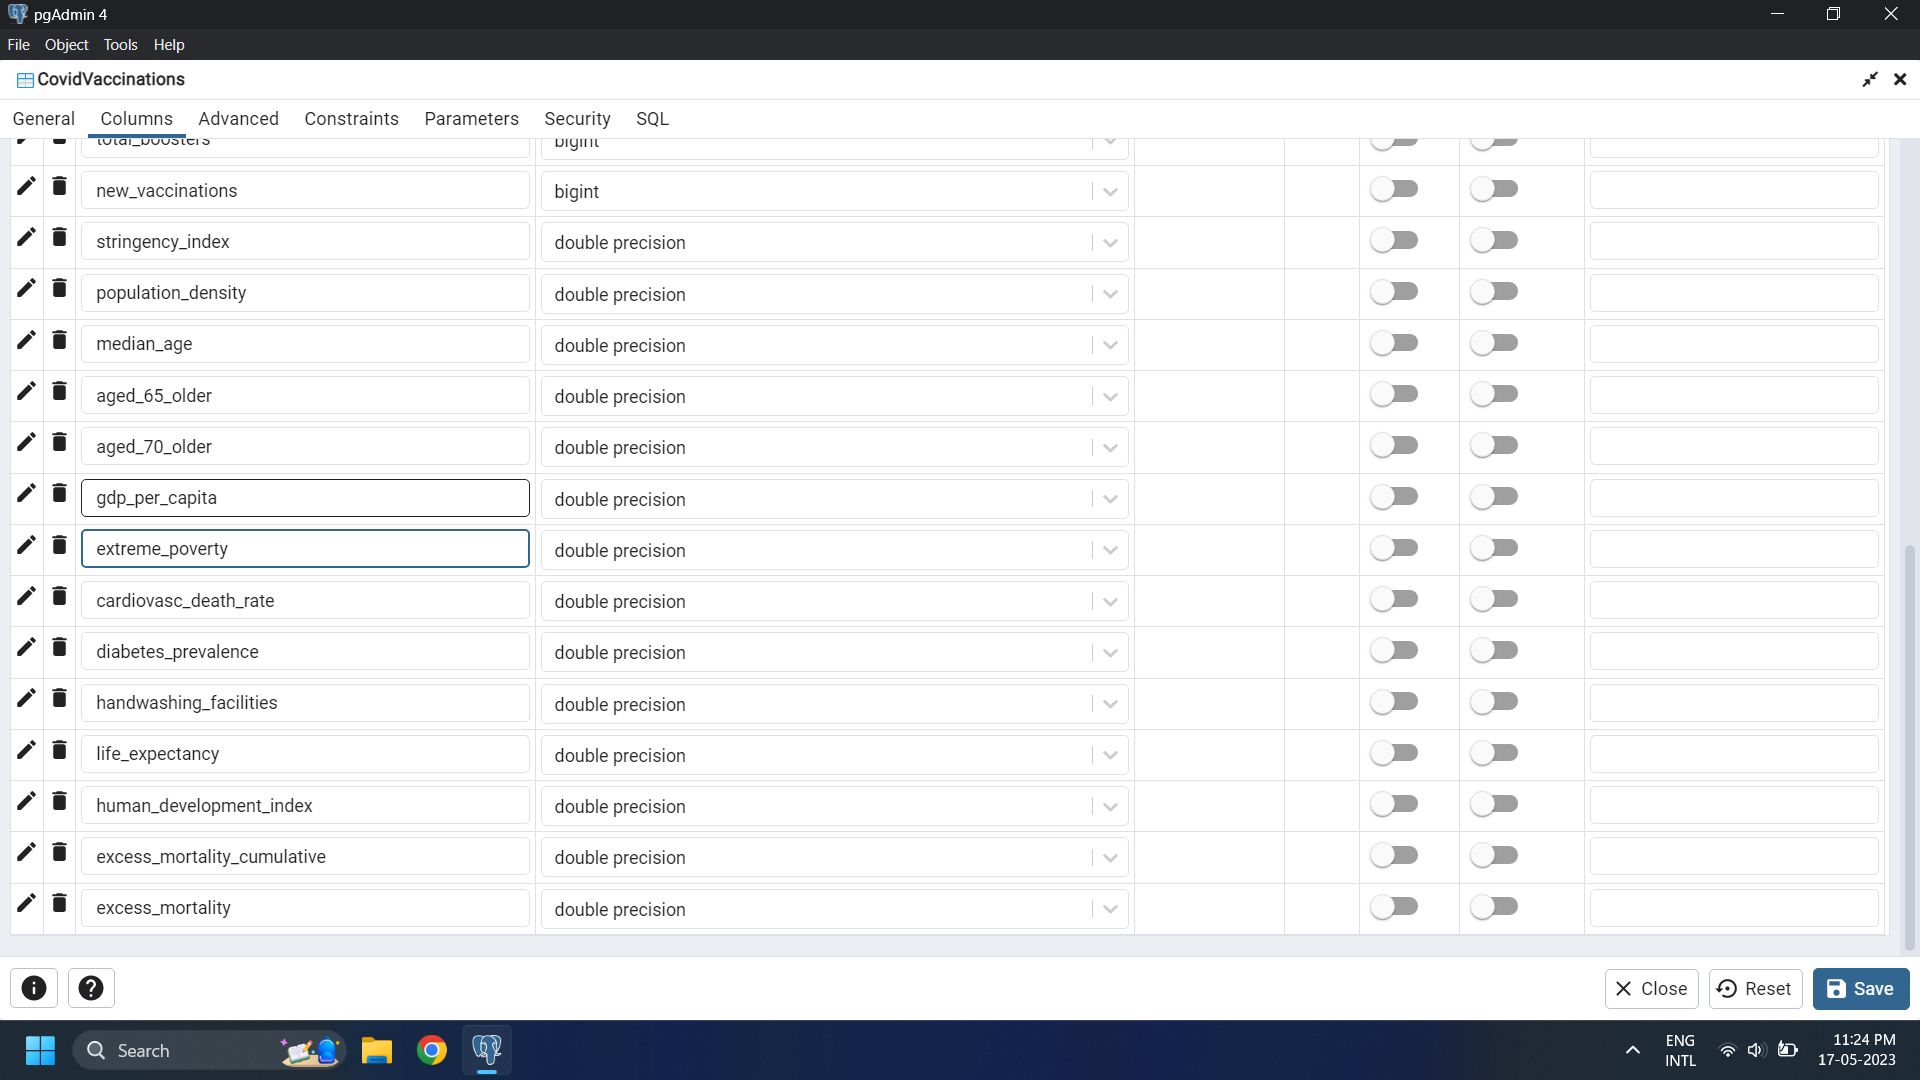 pgAdmin 4
File Object Tools Help
CovidVaccinations
General Columns Advanced Constraints Parameters Security SQL
total_boosters bigint
new_vaccinations bigint
stringency_index double precision
population_density double precision
median_age double precision
aged_65_older double precision
aged_70_older double precision
gdp_per_capita double precision
extreme_poverty double precision
cardiovasc_death_rate double precision
diabetes_prevalence double precision
handwashing_facilities double precision
life_expectancy double precision
human_development_index double precision
excess_mortality_cumulative double precision
excess_mortality double precision
Close Reset Save
Search
ENG
INTL
11:24 PM
17-05-2023